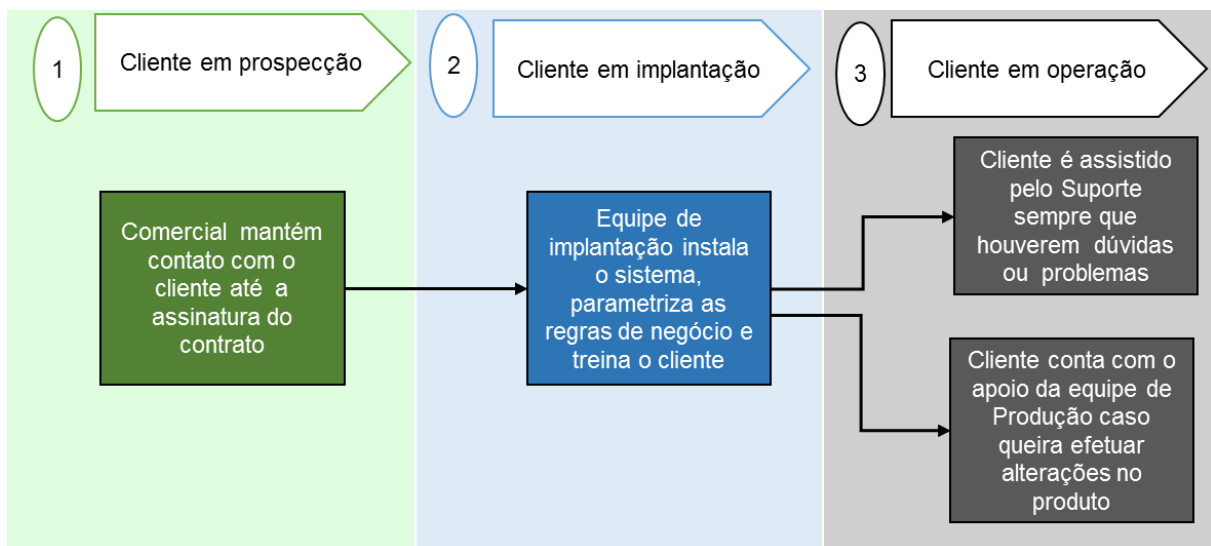 1
Cliente em prospecção
2
Cliente em implantação
3
Cliente em operação
Comercial mantém
contato com o
cliente até a
assinatura do
contrato
Equipe de
implantação instala
o sistema,
parametriza as
regras de negócio e
treina o cliente
Cliente é assistido
pelo Suporte
sempre que
houverem dúvidas
ou problemas
Cliente conta com o
apoio da equipe de
Produção caso
queira efetuar
alterações no
produto